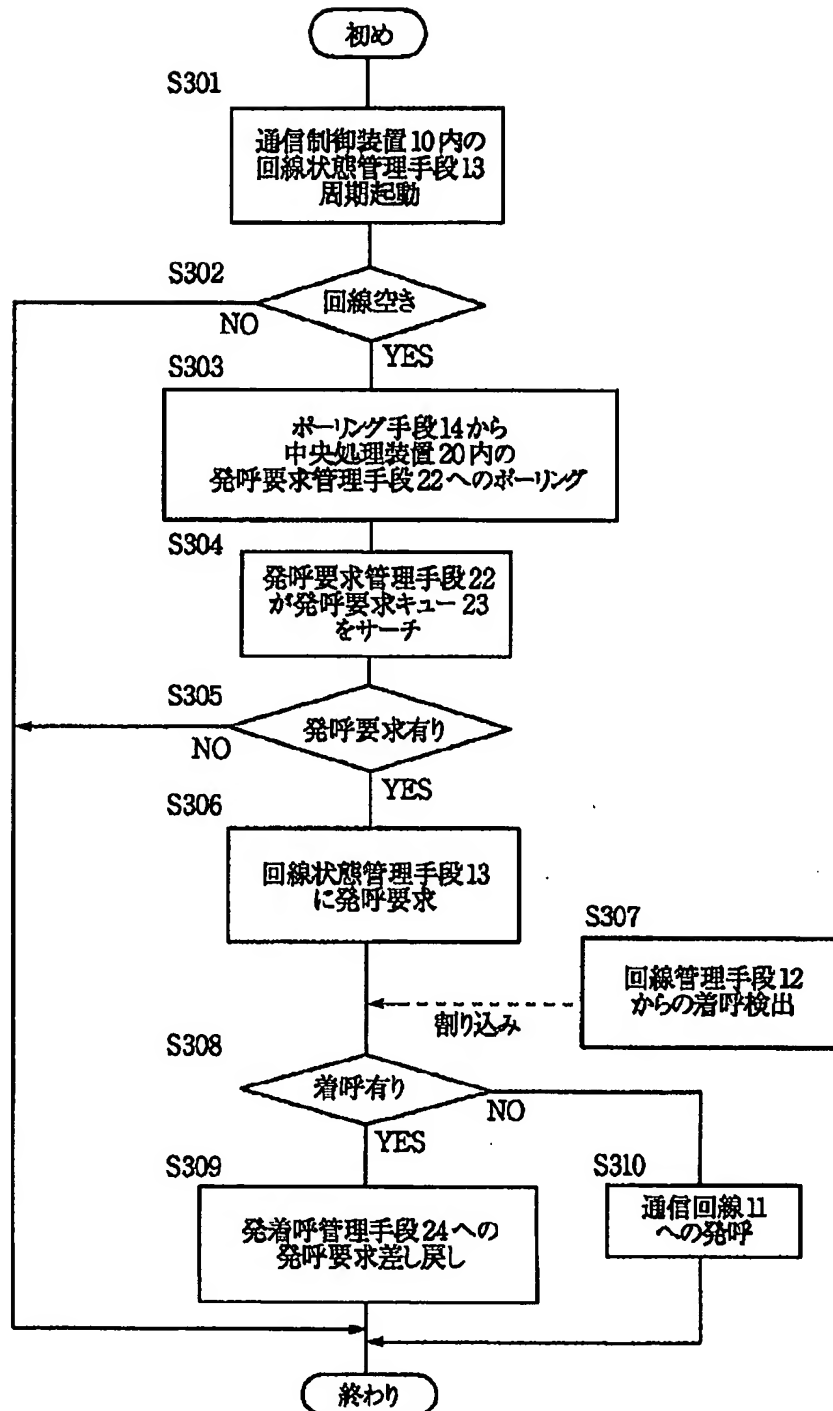 初め
S301
通信制御装置10内の
回線状態管理手段13
周期起動
S302
回線空き
NO
YES
S303
ポーリング手段14から
中央処理装置20内の
発呼要求管理手段22へのポーリング
S304
発呼要求管理手段22
が発呼要求キュー23
をサーチ
S305
発呼要求有り
NO
YES
S306
回線状態管理手段13
に発呼要求
S307
回線管理手段12
からの着呼検出
割り込み
S308
着呼有り
NO
YES
S309
発着呼管理手段24への
発呼要求差し戻し
S310
通信回線11
への発呼
終わり